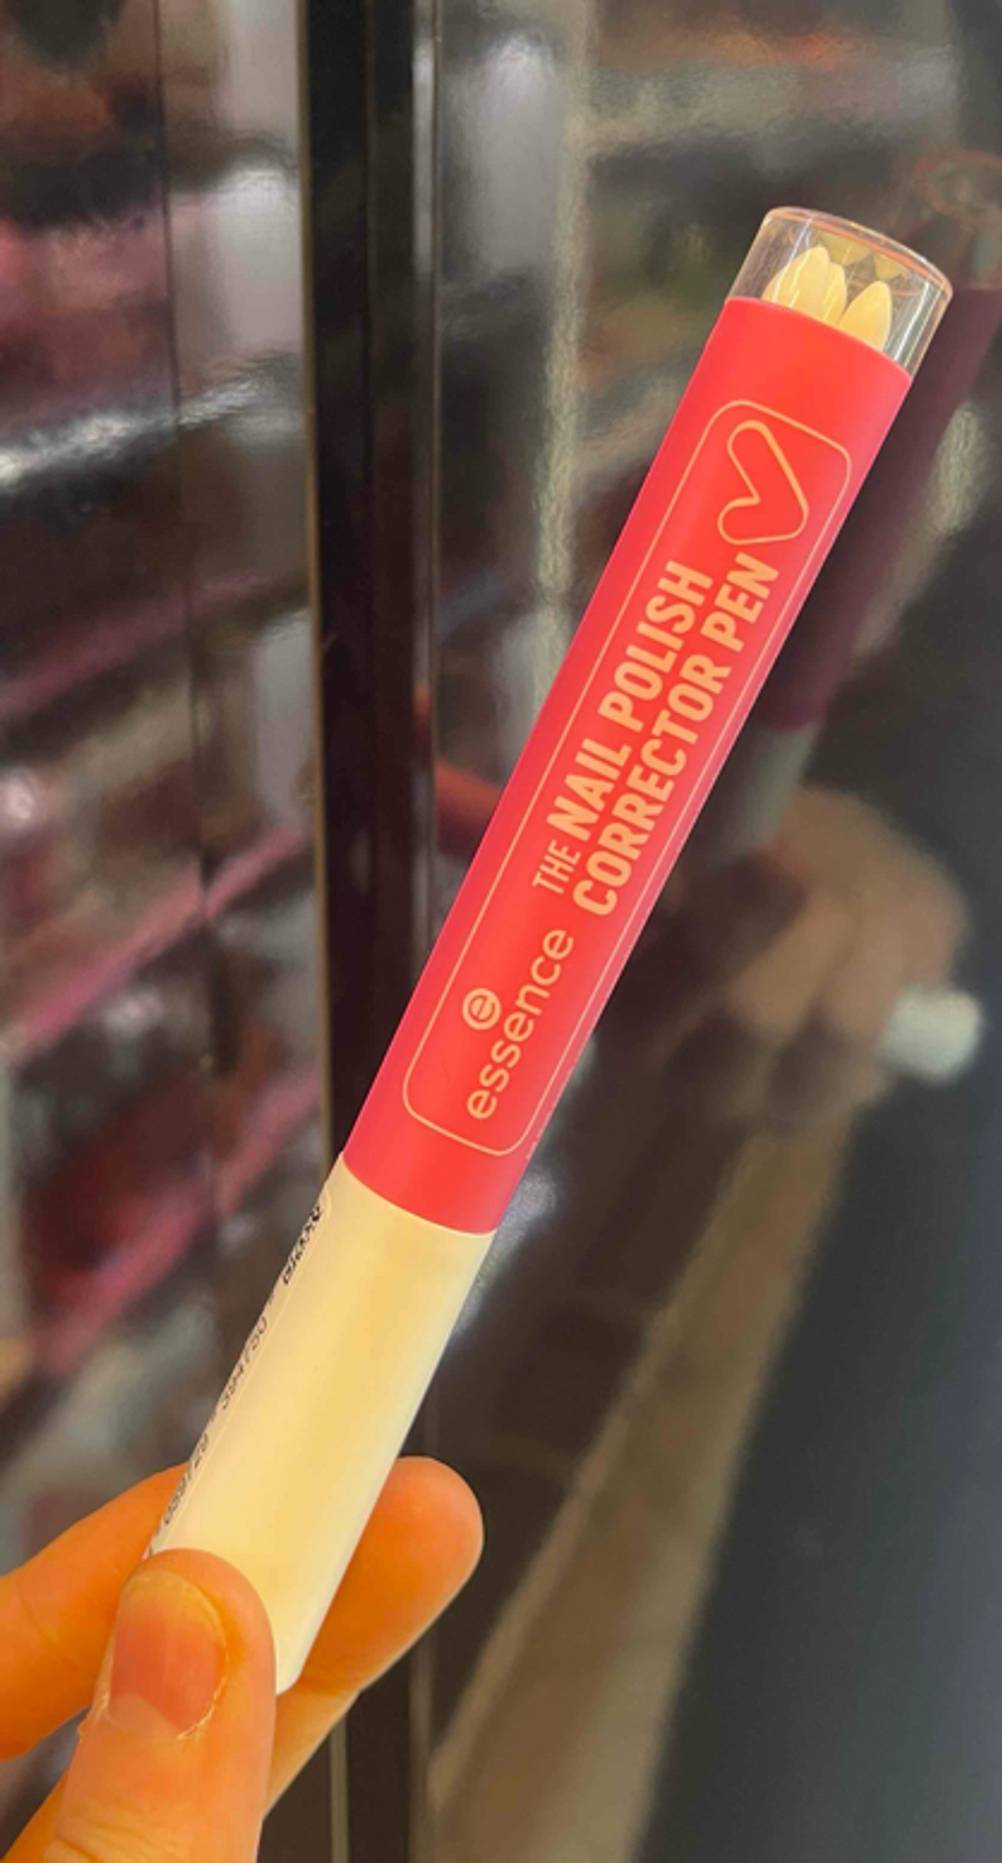 e
essence
THE NAIL POLISH
CORRECTOR PEN